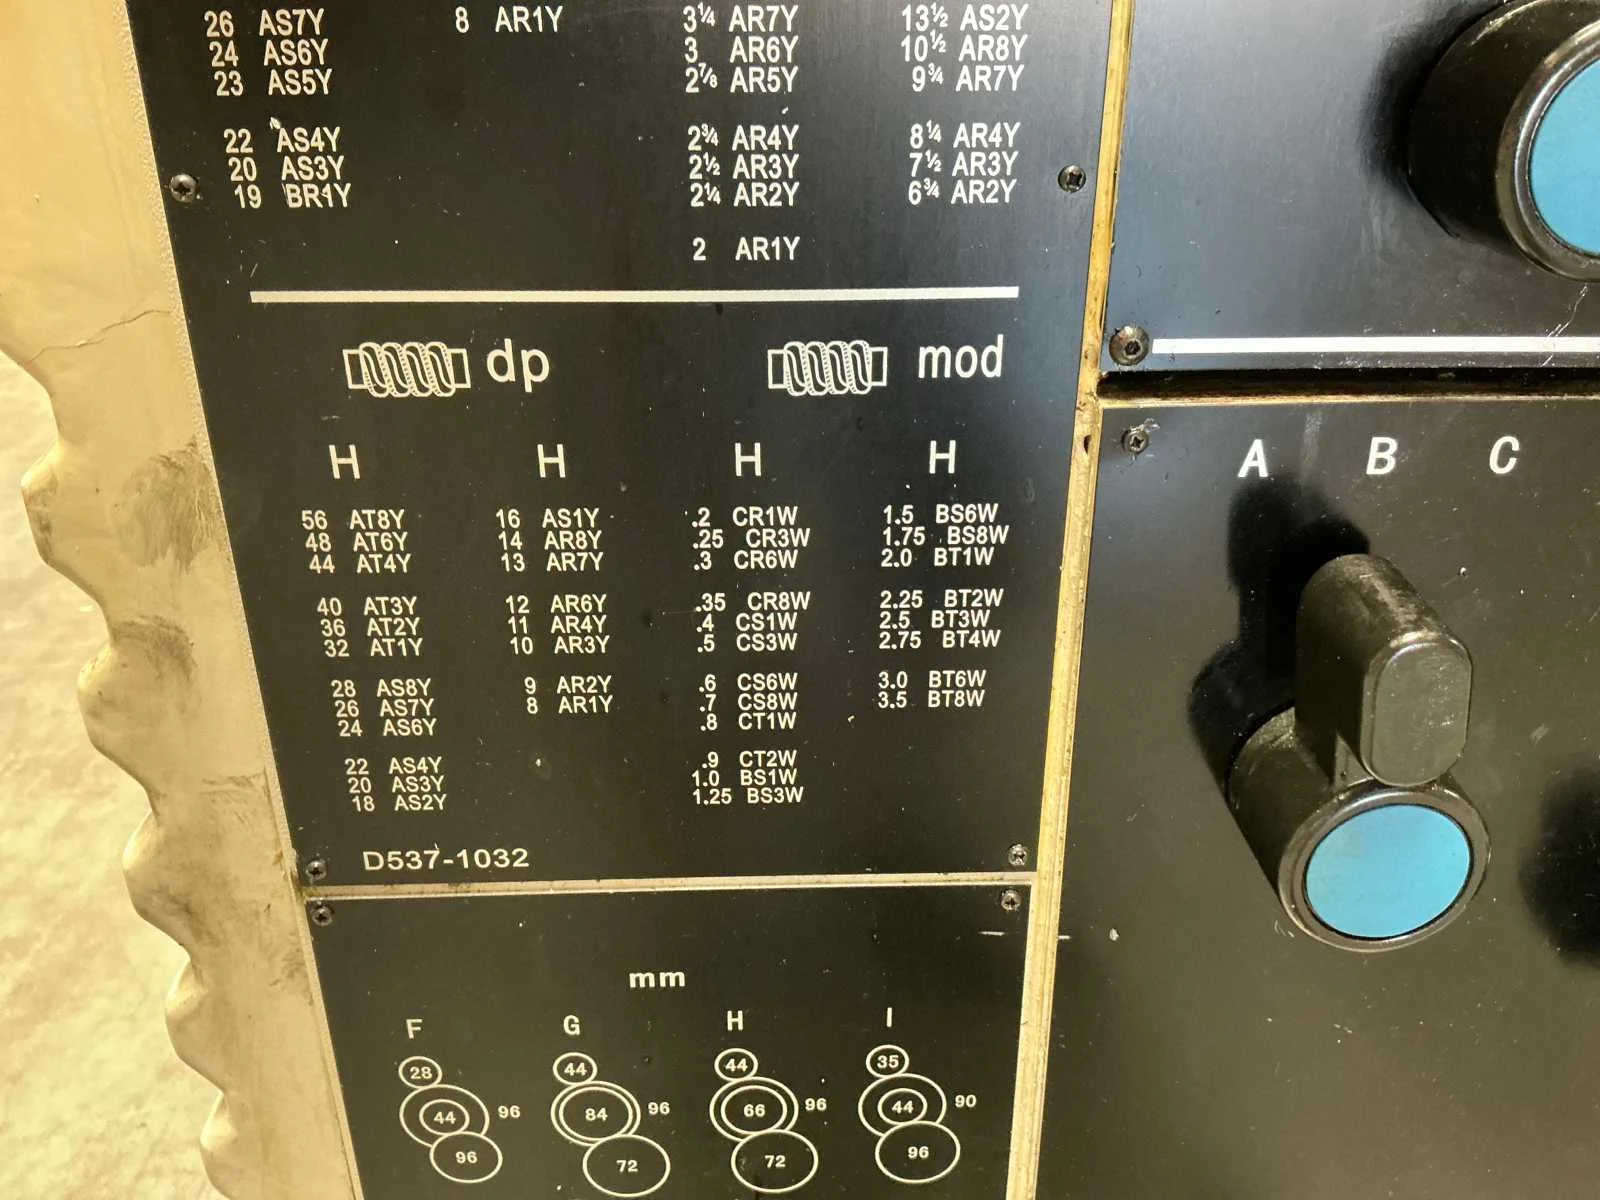 26 AS7Y 8 AR1Y 3¼ AR7Y 13½ AS2Y
24 AS6Y 3 AR6Y 10½ AR8Y
23 AS5Y 2⅞ AR5Y 9¾ AR7Y
22 AS4Y 2¾ AR4Y 8¼ AR4Y
20 AS3Y 2½ AR3Y 7½ AR3Y
19 BR1Y 2¼ AR2Y 6¾ AR2Y
2 AR1Y
dp mod
H H H H
56 AT8Y 16 AS1Y .2 CR1W 1.5 BS6W
48 AT6Y 14 AR8Y .25 CR3W 1.75 BS8W
44 AT4Y 13 AR7Y .3 CR6W 2.0 BT1W
40 AT3Y 12 AR6Y .35 CR8W 2.25 BT2W
36 AT2Y 11 AR4Y .4 CS1W 2.5 BT3W
32 AT1Y 10 AR3Y .5 CS3W 2.75 BT4W
28 AS8Y 9 AR2Y .6 CS6W 3.0 BT6W
26 AS7Y 8 AR1Y .7 CS8W 3.5 BT8W
24 AS6Y .8 CT1W
22 AS4Y .9 CT2W
20 AS3Y 1.0 BS1W
18 AS2Y 1.25 BS3W
D537-1032
mm
F G H I
28 44 44 35
44 96 84 96 66 96 44 90
96 72 72 96
A B C